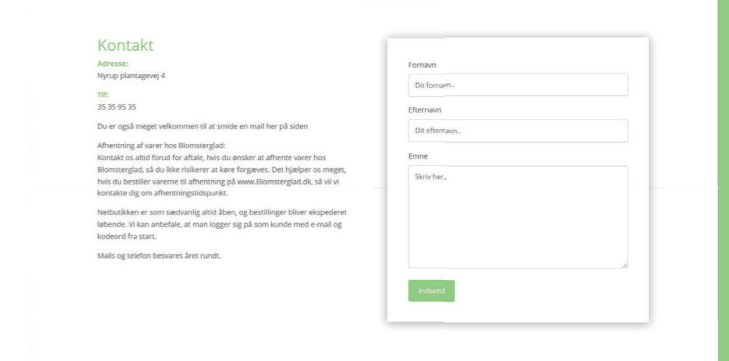 Kontakt
Adresse:
Nyrup plantagevej 4
Tlf:
35 35 95 35
Du er også meget velkommen til at smide en mail her på siden
Afhentning af varer hos Blomsterglad:
Kontakt os altid forud for aftale, hvis du ønsker at afhente varer hos
Blomsterglad, så du ikke risikerer at køre forgæves. Det hjælper os meget,
hvis du bestiller varerne til afhentning på www.Blomsterglad.dk, så vil vi
kontakte dig om afhentningstidspunkt.
Netbutikken er som sædvanlig altid åben, og bestillinger bliver ekspederet
løbende. Vi kan anbefale, at man logger sig på som kunde med e-mail og
kodeord fra start.
Mails og telefon besvares året rundt.
Fornavn
Dit fornavn..
Efternavn
Dit efternavn..
Emne
Skriv her..
Indsend